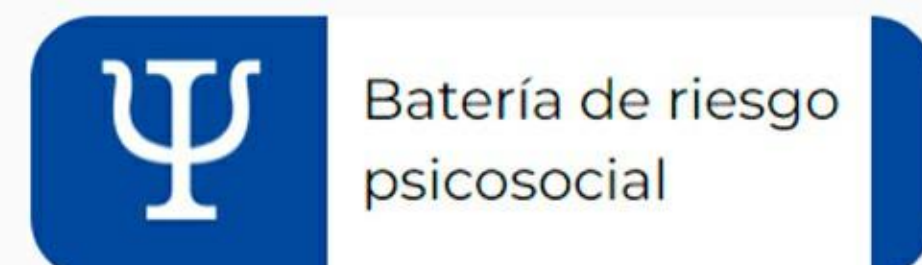 Ψ
Batería de riesgo
psicosocial